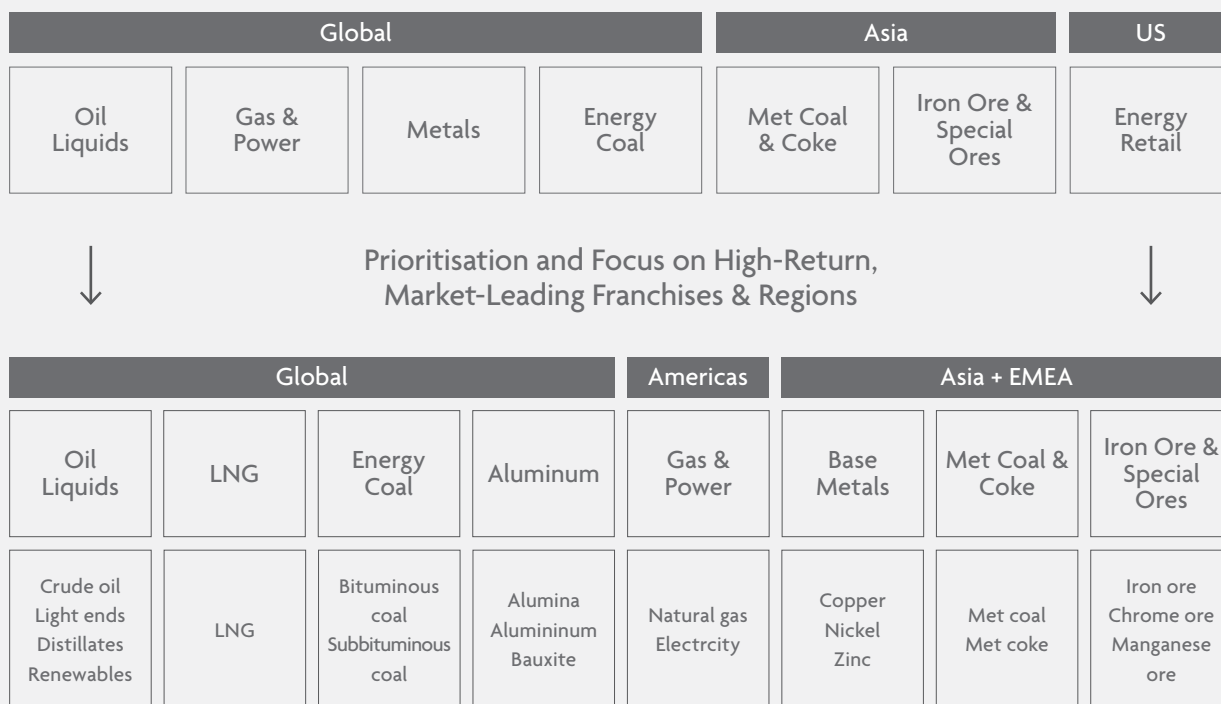 Global
Asia
US
Oil
Liquids
Gas &
Power
Metals
Energy
Coal
Met Coal
& Coke
Iron Ore &
Special
Ores
Energy
Retail
Prioritisation and Focus on High-Return,
Market-Leading Franchises & Regions
Global
Americas
Asia + EMEA
Oil
Liquids
LNG
Energy
Coal
Aluminum
Gas &
Power
Base
Metals
Met Coal &
Coke
Iron Ore &
Special
Ores
Crude oil
Light ends
Distillates
Renewables
LNG
Bituminous
coal
Subbituminous
coal
Alumina
Alumininum
Bauxite
Natural gas
Electrcity
Copper
Nickel
Zinc
Met coal
Met coke
Iron ore
Chrome ore
Manganese
ore